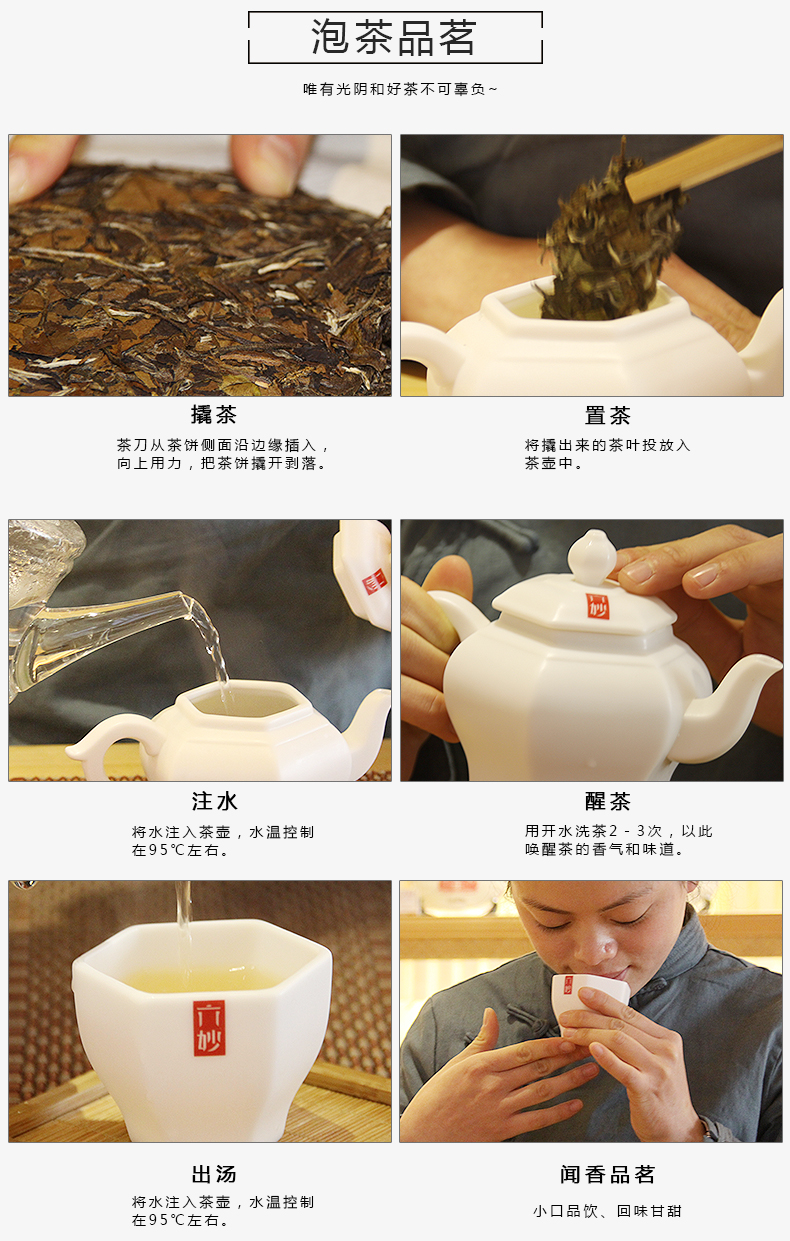 泡茶品茗
唯有光阴和好茶不可辜负~
撬茶
茶刀从茶饼侧面沿边缘插入，
向上用力，把茶饼撬开剥落。
置茶
将撬出来的茶叶投放入
茶壶中。
六妙
注水
将水注入茶壶，水温控制
在95℃左右。
六妙
醒茶
用开水洗茶2-3次，以此
唤醒茶的香气和味道。
六妙
出汤
将水注入茶壶，水温控制
在95℃左右。
六妙
闻香品茗
小口品饮、回味甘甜